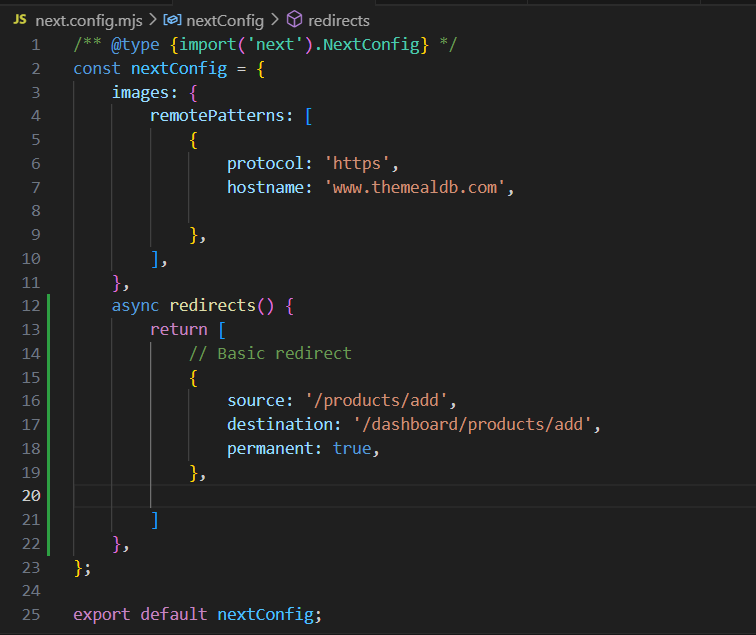 JS next.config.mjs > nextConfig > redirects
1 /** @type {import('next').NextConfig} */
2 const nextConfig = {
3     images: {
4         remotePatterns: [
5             {
6                 protocol: 'https',
7                 hostname: 'www.themealdb.com',
8
9             },
10         ],
11     },
12     async redirects() {
13         return [
14             // Basic redirect
15             {
16                 source: '/products/add',
17                 destination: '/dashboard/products/add',
18                 permanent: true,
19             },
20
21         ]
22     },
23 };
24
25 export default nextConfig;